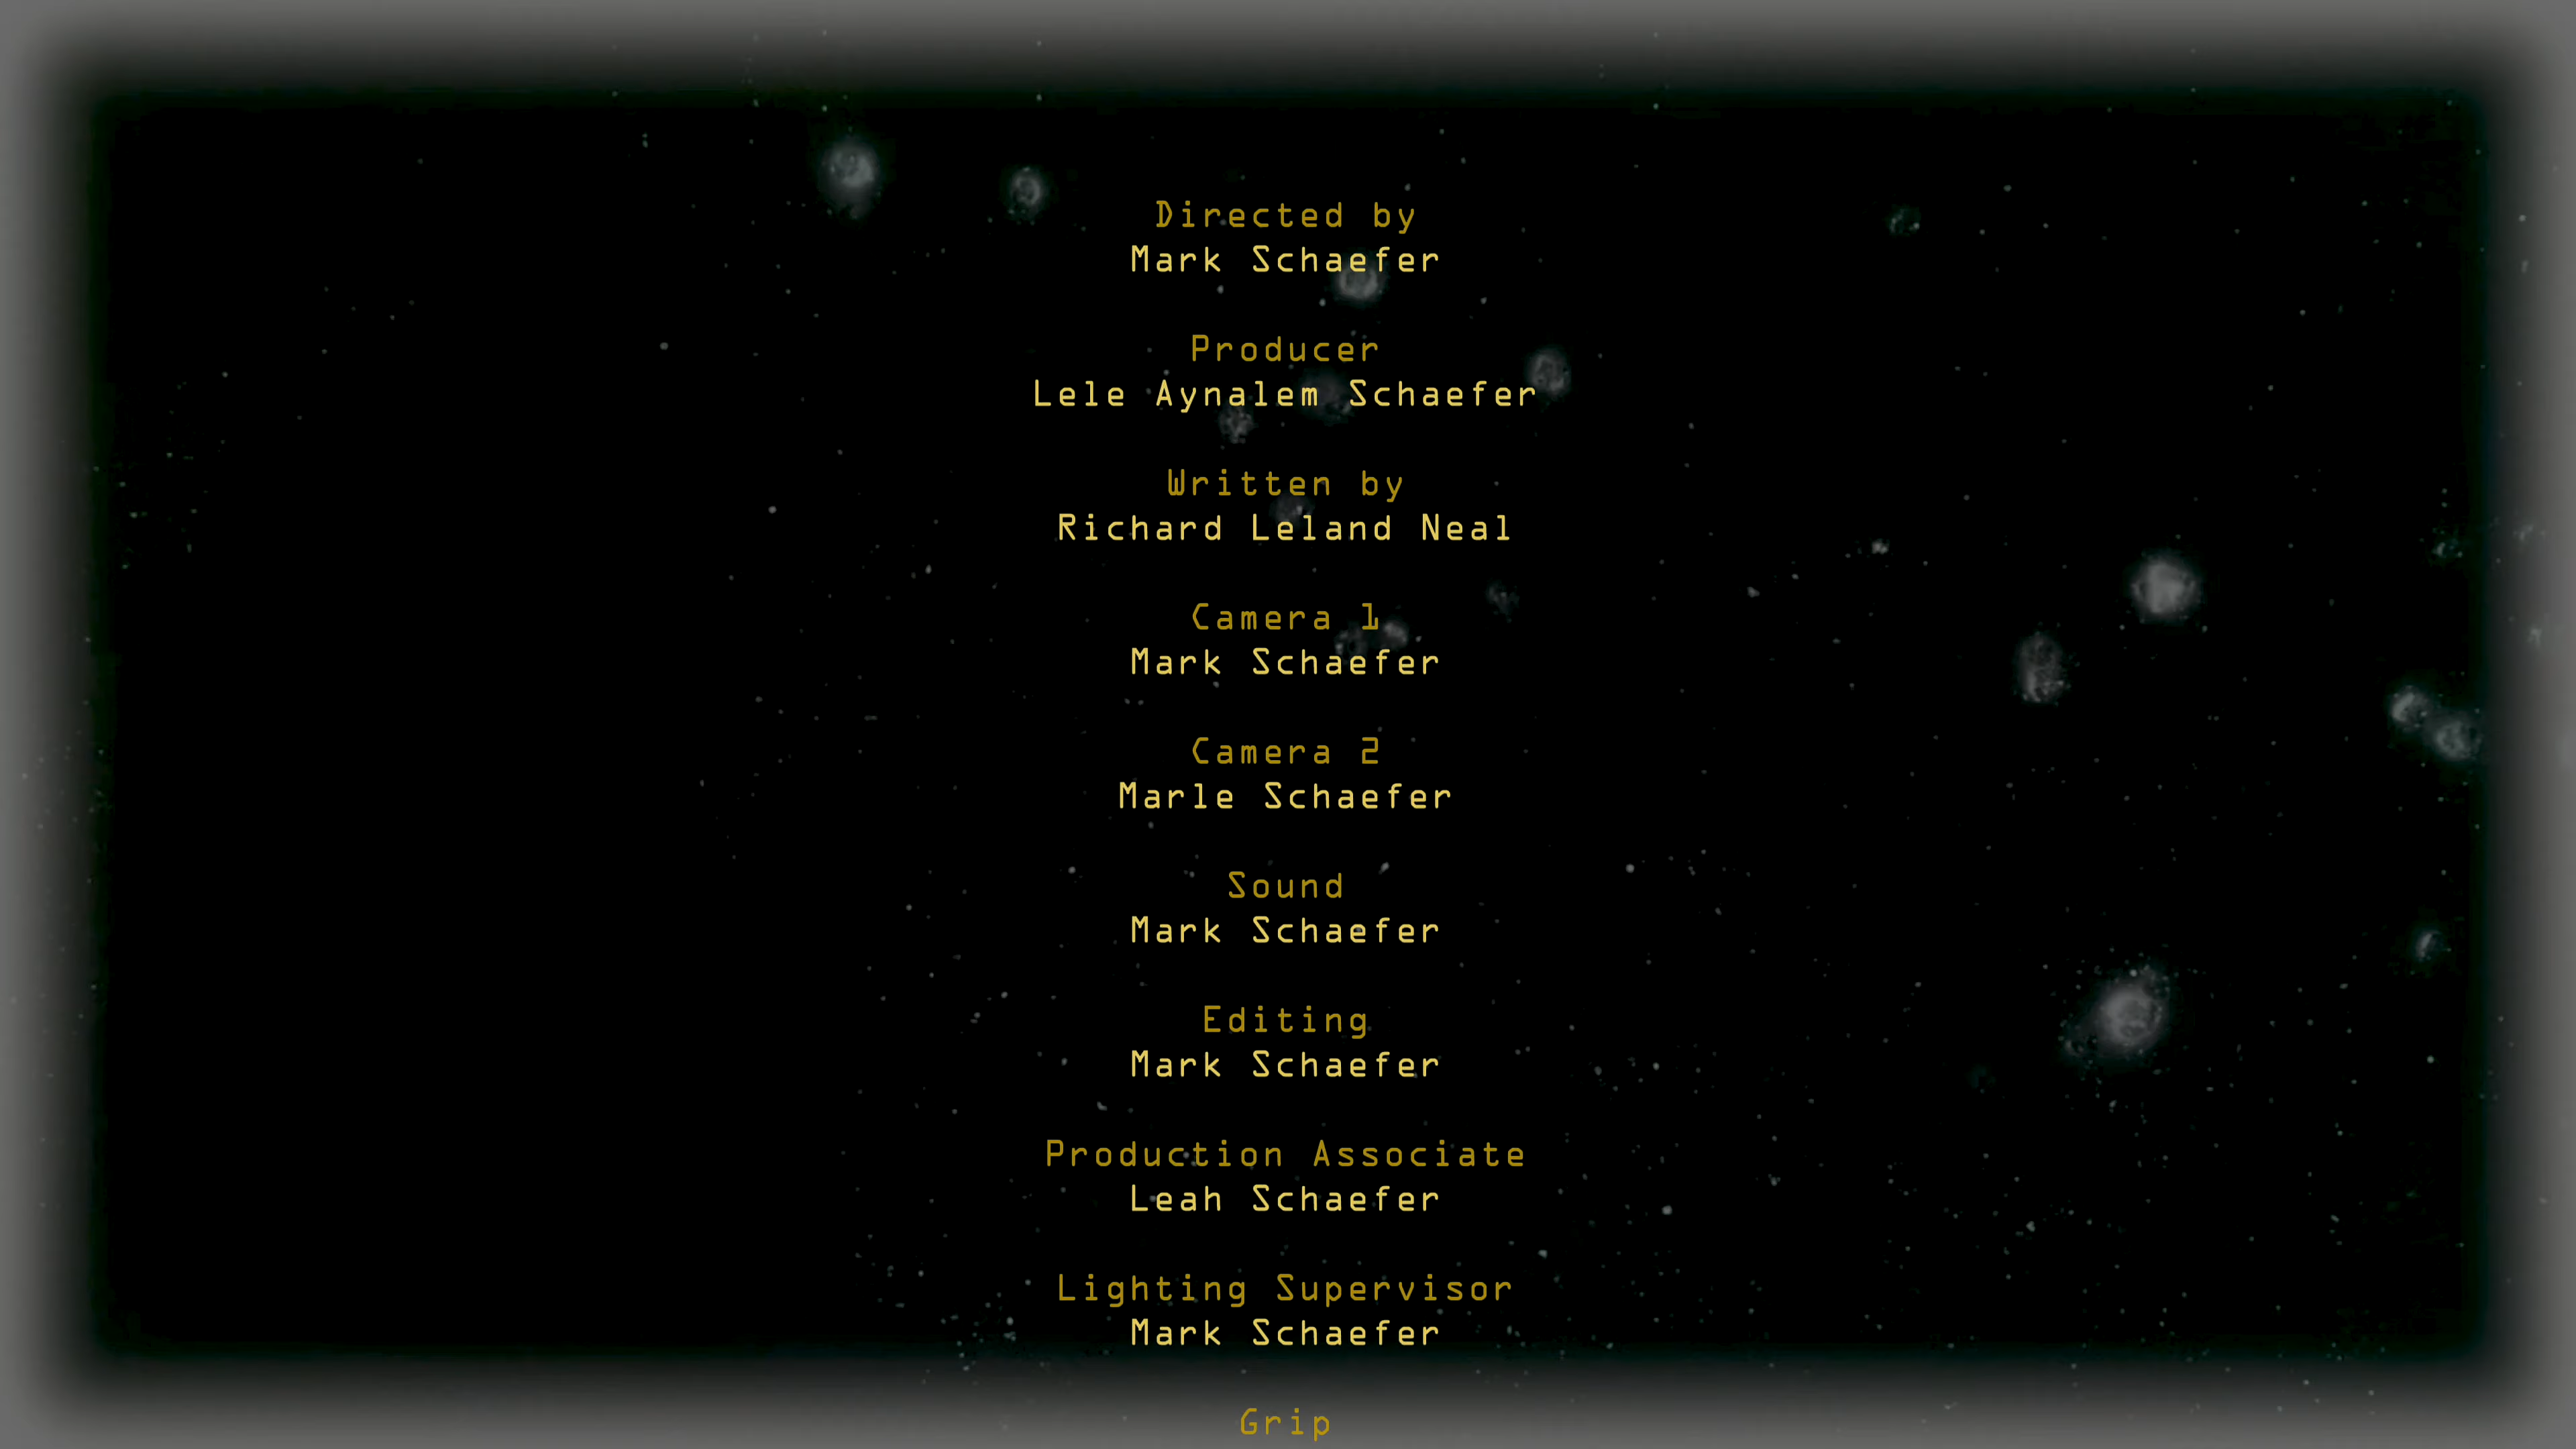 Directed by
Mark Schaefer
Producer
Lele Aynalem Schaefer
Written by
Richard Leland Neal
Camera 1
Mark Schaefer
Camera 2
Marle Schaefer
Sound
Mark Schaefer
Editing
Mark Schaefer
Production Associate
Leah Schaefer
Lighting Supervisor
Mark Schaefer
Grip